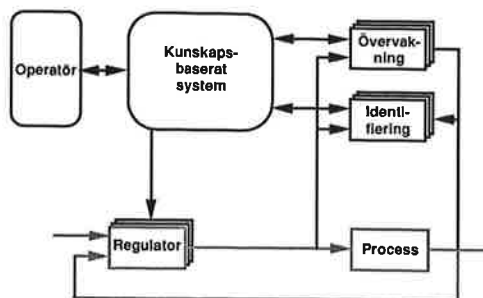 Operatör
Kunskaps-
baserat
system
Övervak-
ning
Identi-
fiering
Regulator
Process